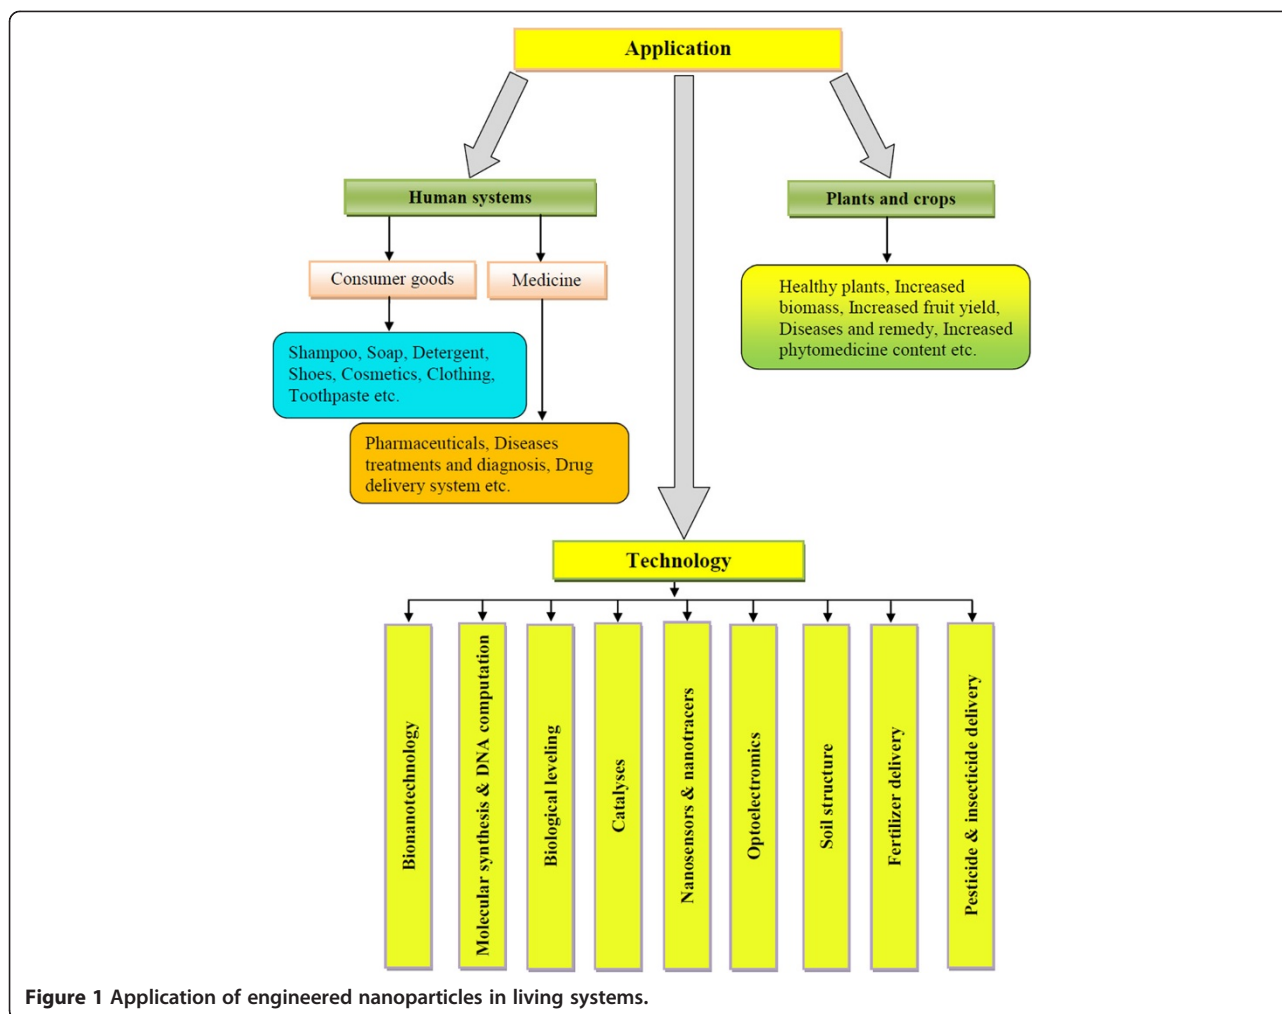 Application
Human systems
Plants and crops
Consumer goods
Medicine
Healthy plants, Increased
biomass, Increased fruit yield,
Diseases and remedy, Increased
phytomedicine content etc.
Shampoo, Soap, Detergent,
Shoes, Cosmetics, Clothing,
Toothpaste etc.
Pharmaceuticals, Diseases
treatments and diagnosis, Drug
delivery system etc.
Technology
Bionanotechnology
Molecular synthesis & DNA computation
Biological leveling
Catalyses
Nanosensors & nanotracers
Optoelectromics
Soil structure
Fertilizer delivery
Pesticide & insecticide delivery
Figure 1 Application of engineered nanoparticles in living systems.